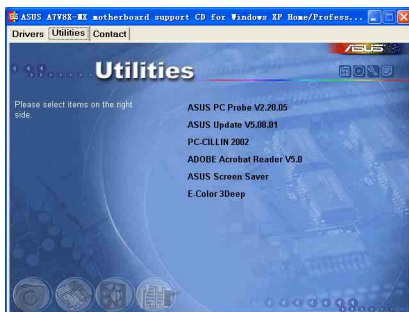 ASUS A7V8X-MX motherboard support CD for Windows XP Home/Profess...
Drivers Utilities Contact
ASUS
Utilities
Please select items on the right
side.
ASUS PC Probe V2.20.05
ASUS Update V5.08.01
PC-CILLIN 2002
ADOBE Acrobat Reader V5.0
ASUS Screen Saver
E-Color 3Deep